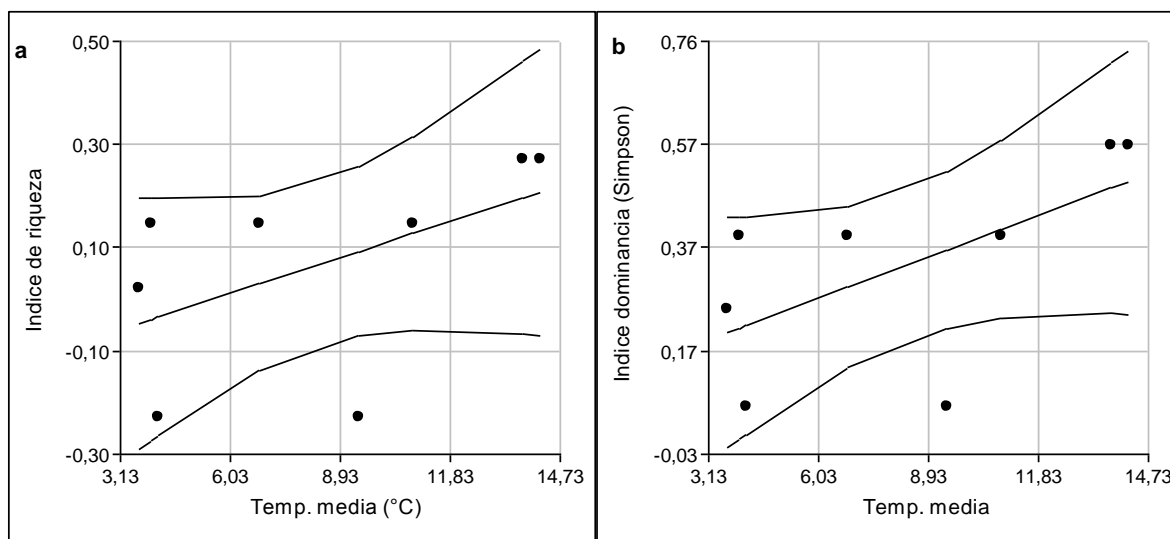 a
Indice de riqueza
0,50
0,30
0,10
-0,10
-0,30
3,13 6,03 8,93 11,83 14,73
Temp. media (°C)
b
Indice dominancia (Simpson)
0,76
0,57
0,37
0,17
-0,03
3,13 6,03 8,93 11,83 14,73
Temp. media